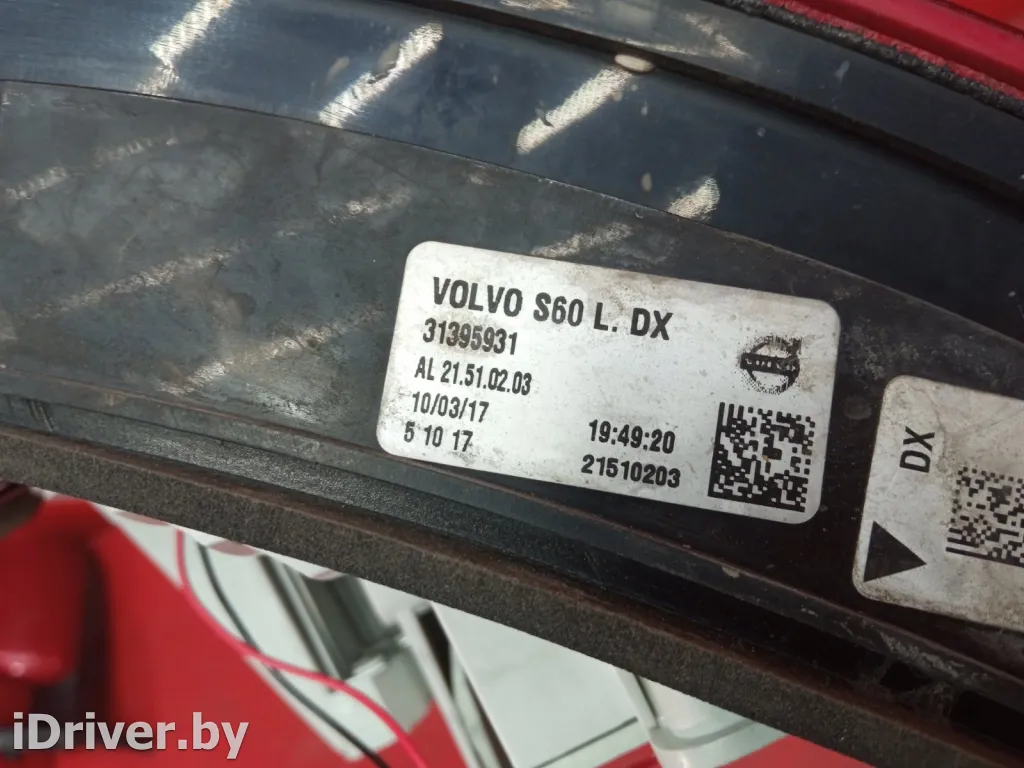 VOLVO S60 L. DX
31395931
AL 21.51.02.03
10/03/17
5 10 17
19:49:20
21510203
DX
iDriver.by